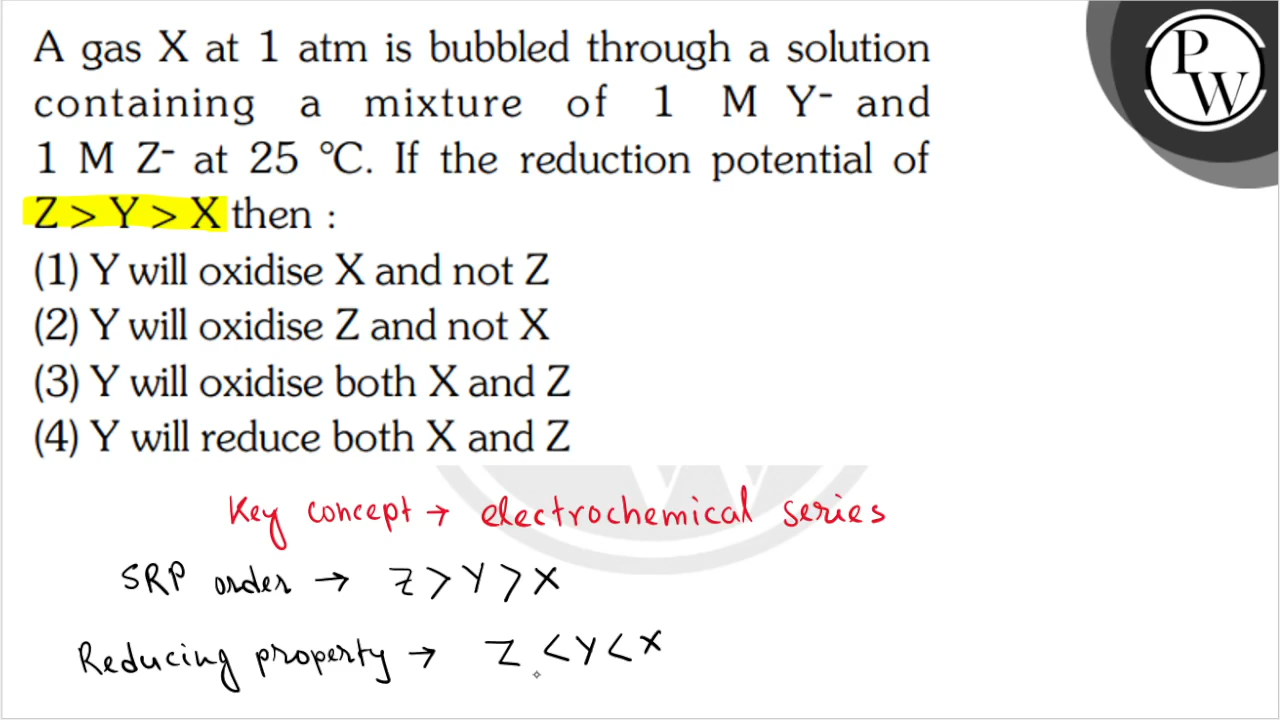 A gas X at 1 atm is bubbled through a solution
containing a mixture of 1 M Y⁻ and
1 M Z⁻ at 25 °C. If the reduction potential of
Z > Y > X then :
(1) Y will oxidise X and not Z
(2) Y will oxidise Z and not X
(3) Y will oxidise both X and Z
(4) Y will reduce both X and Z
Key concept → electrochemical series
SRP order → Z > Y > X
Reducing property → Z < Y < X
P
W